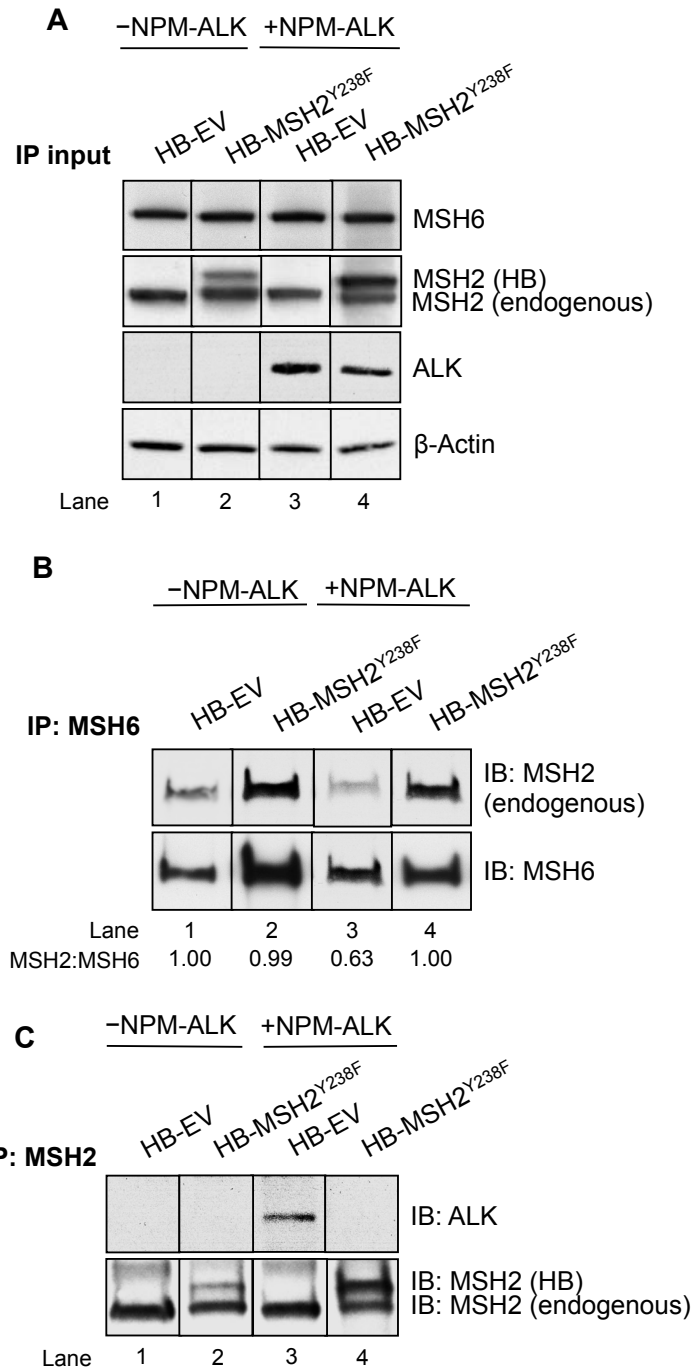 A
−NPM-ALK +NPM-ALK
HB-EV HB-MSH2Y238F HB-EV HB-MSH2Y238F
IP input
MSH6
MSH2 (HB)
MSH2 (endogenous)
ALK
β-Actin
Lane 1 2 3 4
B
−NPM-ALK +NPM-ALK
HB-EV HB-MSH2Y238F HB-EV HB-MSH2Y238F
IP: MSH6
IB: MSH2
(endogenous)
IB: MSH6
Lane 1 2 3 4
MSH2:MSH6 1.00 0.99 0.63 1.00
C
−NPM-ALK +NPM-ALK
HB-EV HB-MSH2Y238F HB-EV HB-MSH2Y238F
P: MSH2
IB: ALK
IB: MSH2 (HB)
IB: MSH2 (endogenous)
Lane 1 2 3 4